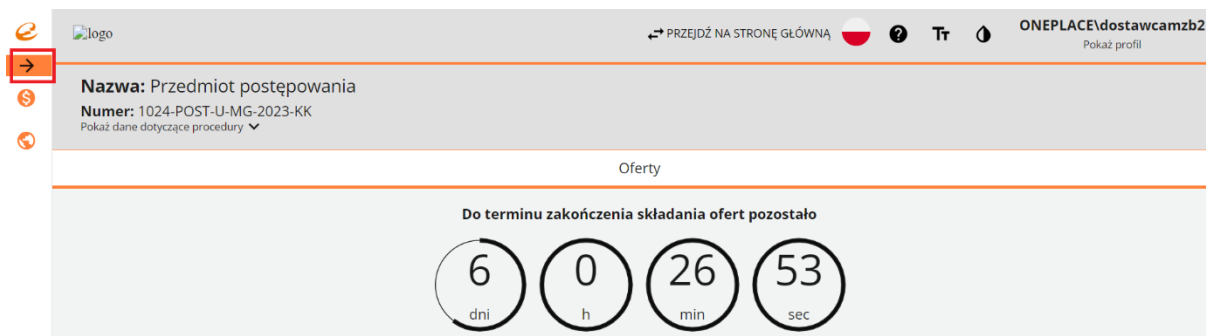 logo
PRZEJDŹ NA STRONĘ GŁÓWNĄ
ONEPLACE\dostawcamzb2
Pokaż profil
Nazwa: Przedmiot postępowania
Numer: 1024-POST-U-MG-2023-KK
Pokaż dane dotyczące procedury
Oferty
Do terminu zakończenia składania ofert pozostało
6 0 26 53
dni h min sec